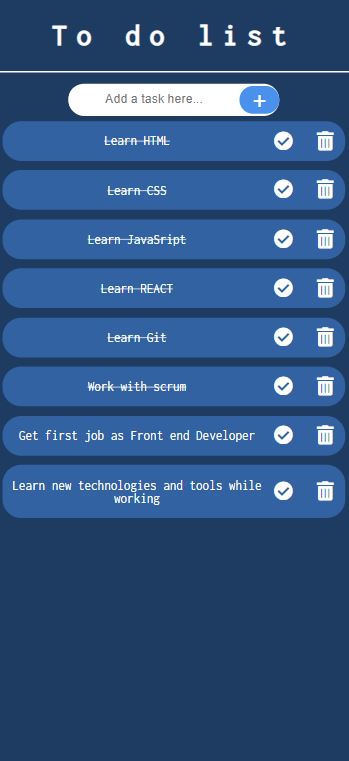 To do list
Add a task here...
+
Learn HTML
Learn CSS
Learn JavaSript
Learn REACT
Learn Git
Work with scrum
Get first job as Front end Developer
Learn new technologies and tools while
working